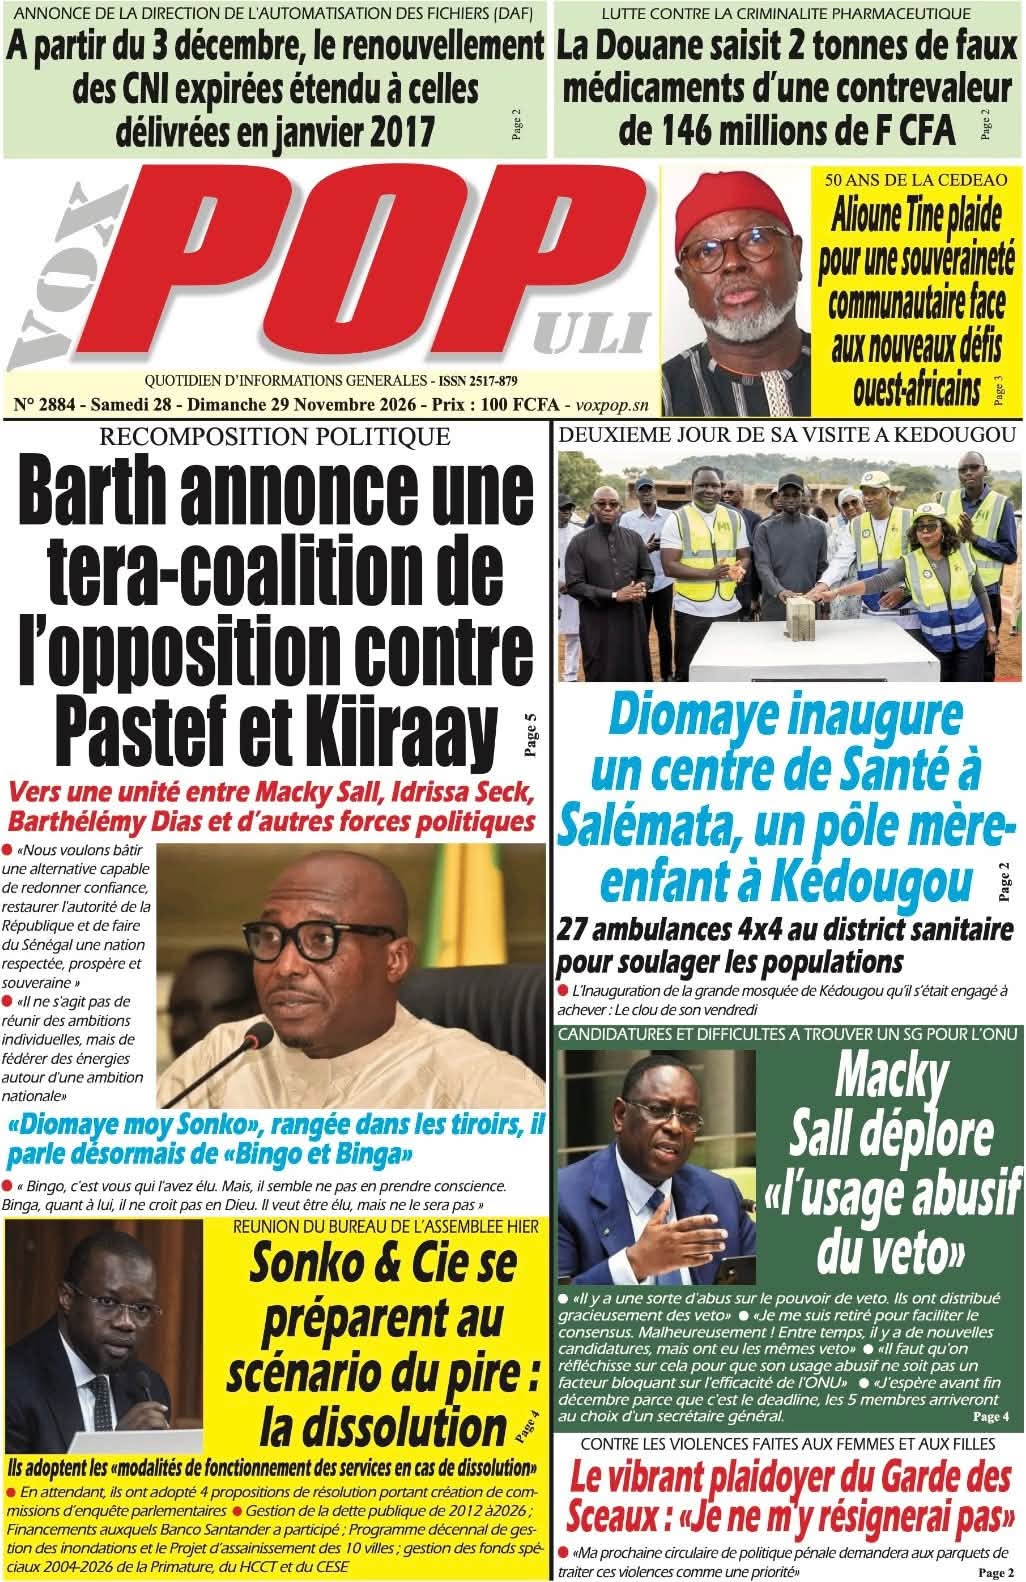 ANNONCE DE LA DIRECTION DE L'AUTOMATISATION DES FICHIERS (DAF)
A partir du 3 décembre, le renouvellement
des CNI expirées étendu à celles
délivrées en janvier 2017
Page 2
LUTTE CONTRE LA CRIMINALITE PHARMACEUTIQUE
La Douane saisit 2 tonnes de faux
médicaments d'une contrevaleur
de 146 millions de F CFA
Page 2
VOX
POP
ULI
QUOTIDIEN D'INFORMATIONS GENERALES - ISSN 2517-879
N° 2884 - Samedi 28 - Dimanche 29 Novembre 2026 - Prix : 100 FCFA - voxpop.sn
50 ANS DE LA CEDEAO
Alioune Tine plaide
pour une souveraineté
communautaire face
aux nouveaux défis
ouest-africains
Page 3
RECOMPOSITION POLITIQUE
Barth annonce une
tera-coalition de
l'opposition contre
Pastef et Kiiraay
Page 5
Vers une unité entre Macky Sall, Idrissa Seck,
Barthélémy Dias et d'autres forces politiques
● «Nous voulons bâtir
une alternative capable
de redonner confiance,
restaurer l'autorité de la
République et de faire
du Sénégal une nation
respectée, prospère et
souveraine »
● «Il ne s'agit pas de
réunir des ambitions
individuelles, mais de
fédérer des énergies
autour d'une ambition
nationale»
«Diomaye moy Sonko», rangée dans les tiroirs, il
parle désormais de «Bingo et Binga»
● « Bingo, c'est vous qui l'avez élu. Mais, il semble ne pas en prendre conscience.
Binga, quant à lui, il ne croit pas en Dieu. Il veut être élu, mais ne le sera pas »
REUNION DU BUREAU DE L'ASSEMBLEE HIER
Sonko & Cie se
préparent au
scénario du pire :
la dissolution
Page 4
Ils adoptent les «modalités de fonctionnement des services en cas de dissolution»
● En attendant, ils ont adopté 4 propositions de résolution portant création de com-
missions d'enquête parlementaires ● Gestion de la dette publique de 2012 à2026 ;
Financements auxquels Banco Santander a participé ; Programme décennal de ges-
tion des inondations et le Projet d'assainissement des 10 villes ; gestion des fonds spé-
ciaux 2004-2026 de la Primature, du HCCT et du CESE
DEUXIEME JOUR DE SA VISITE A KEDOUGOU
Diomaye inaugure
un centre de Santé à
Salémata, un pôle mère-
enfant à Kédougou
Page 2
27 ambulances 4x4 au district sanitaire
pour soulager les populations
● L'Inauguration de la grande mosquée de Kédougou qu'il s'était engagé à
achever : Le clou de son vendredi
CANDIDATURES ET DIFFICULTES A TROUVER UN SG POUR L'ONU
Macky
Sall déplore
«l'usage abusif
du veto»
● «Il y a une sorte d'abus sur le pouvoir de veto. Ils ont distribué
gracieusement des veto» ● «Je me suis retiré pour faciliter le
consensus. Malheureusement ! Entre temps, il y a de nouvelles
candidatures, mais ont eu les mêmes veto» ● «Il faut qu'on
réfléchisse sur cela pour que son usage abusif ne soit pas un
facteur bloquant sur l'efficacité de l'ONU» ● «J'espère avant fin
décembre parce que c'est le deadline, les 5 membres arriveront
au choix d'un secrétaire général.
Page 4
CONTRE LES VIOLENCES FAITES AUX FEMMES ET AUX FILLES
Le vibrant plaidoyer du Garde des
Sceaux : «Je ne m'y résignerai pas»
● «Ma prochaine circulaire de politique pénale demandera aux parquets de
traiter ces violences comme une priorité»
Page 2